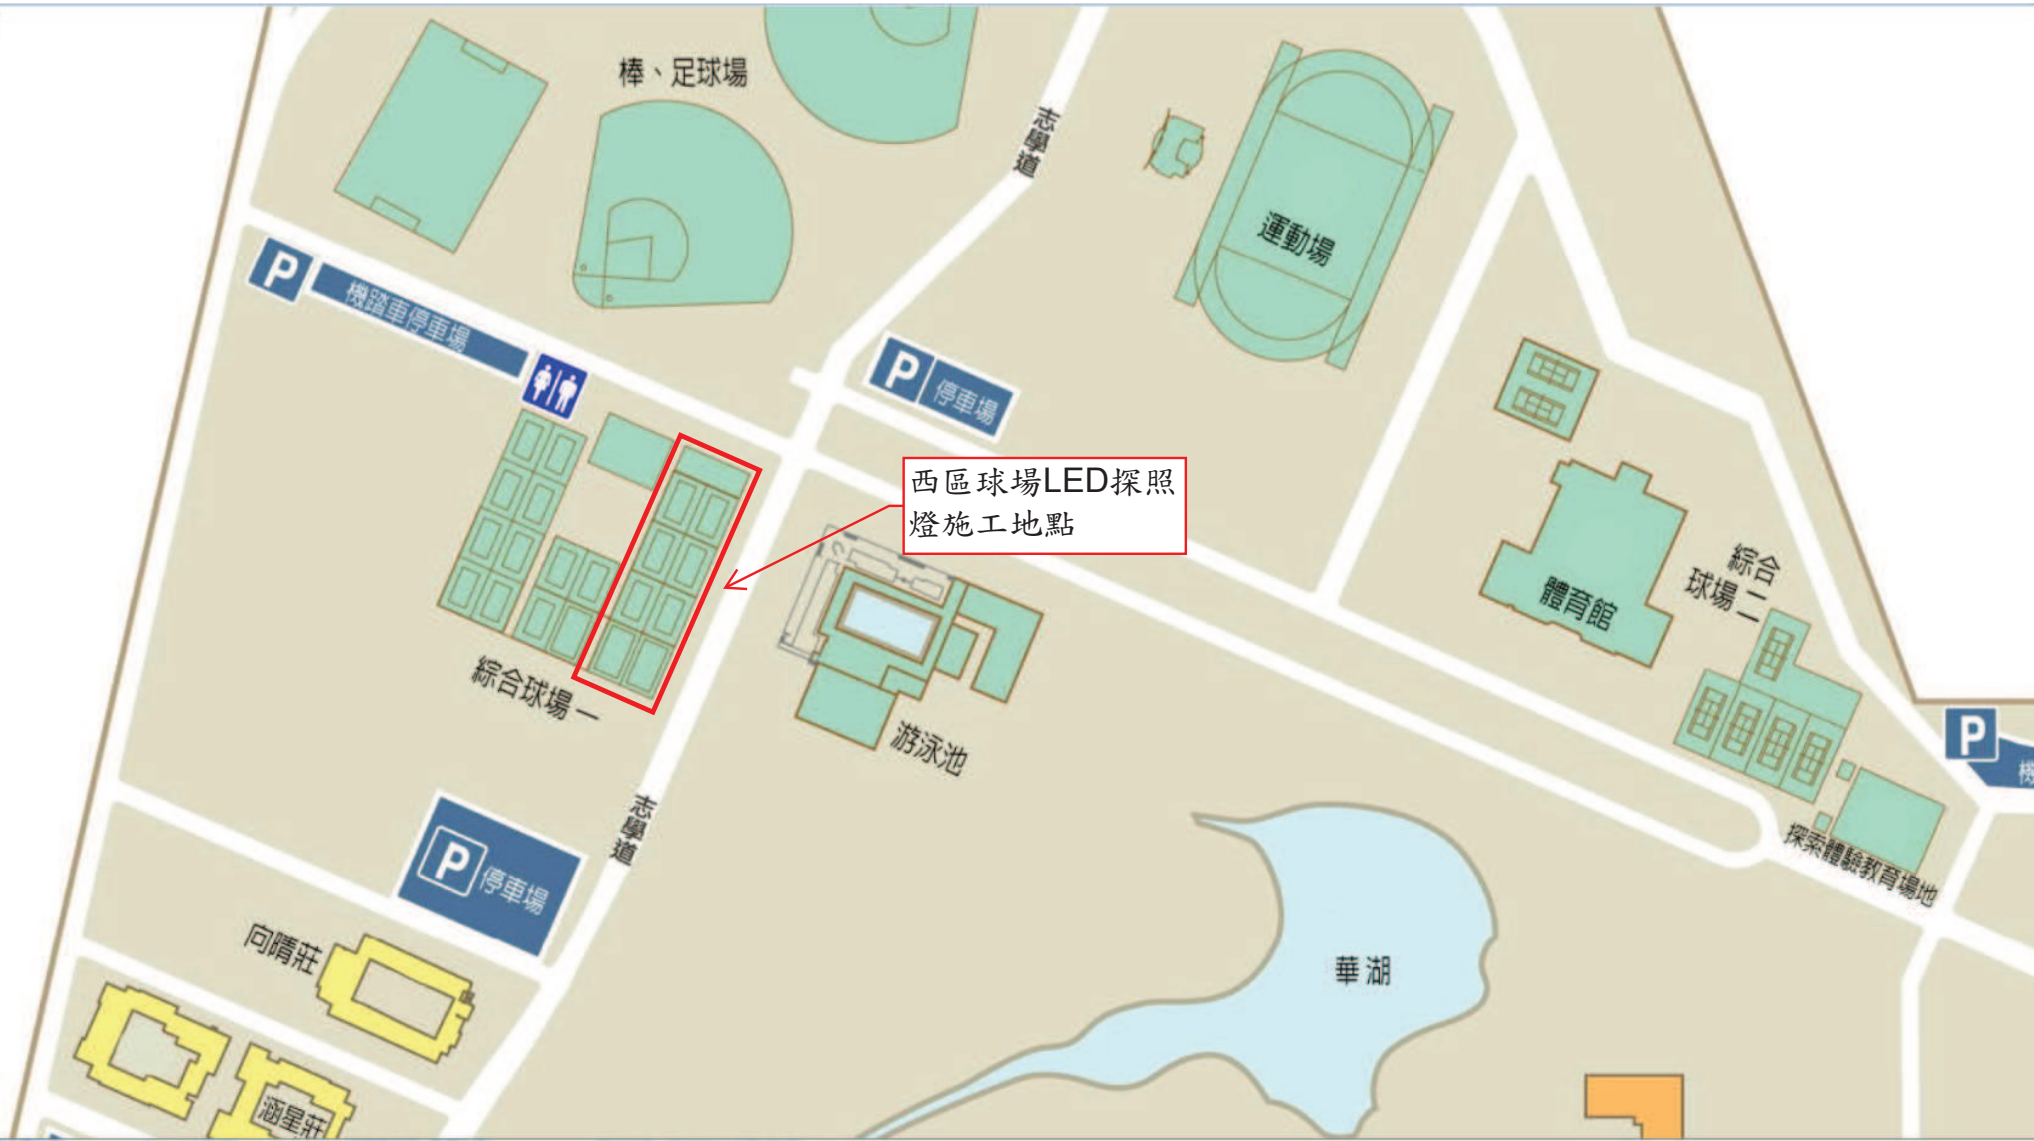 棒、足球場
志學道
運動場
P
機踏車停車場
P
停車場
西區球場LED探照
燈施工地點
綜合
球場二
體育館
綜合球場一
游泳池
P
機
志學道
P
停車場
探索體驗教育場地
向晴莊
華湖
涵星莊